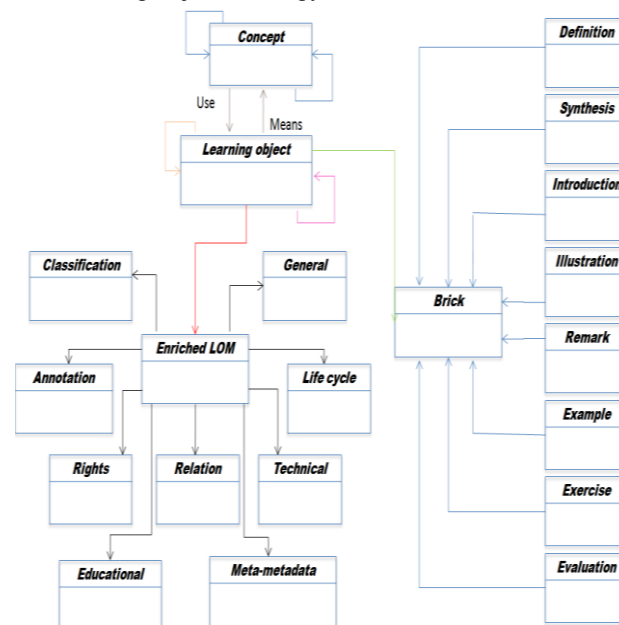 Concept
Definition
Use
Means
Synthesis
Learning object
Introduction
Classification
General
Illustration
Brick
Enriched LOM
Remark
Annotation
Life cycle
Example
Rights
Relation
Technical
Exercise
Educational
Meta-metadata
Evaluation